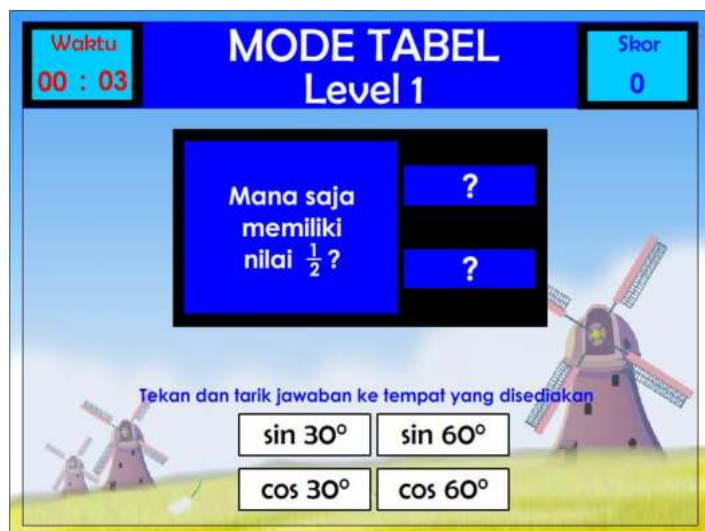 Waktu
00 : 03
MODE TABEL
Level 1
Skor
0
Mana saja
memiliki
nilai 1/2 ?
?
?
Tekan dan tarik jawaban ke tempat yang disediakan
sin 30°
sin 60°
cos 30°
cos 60°